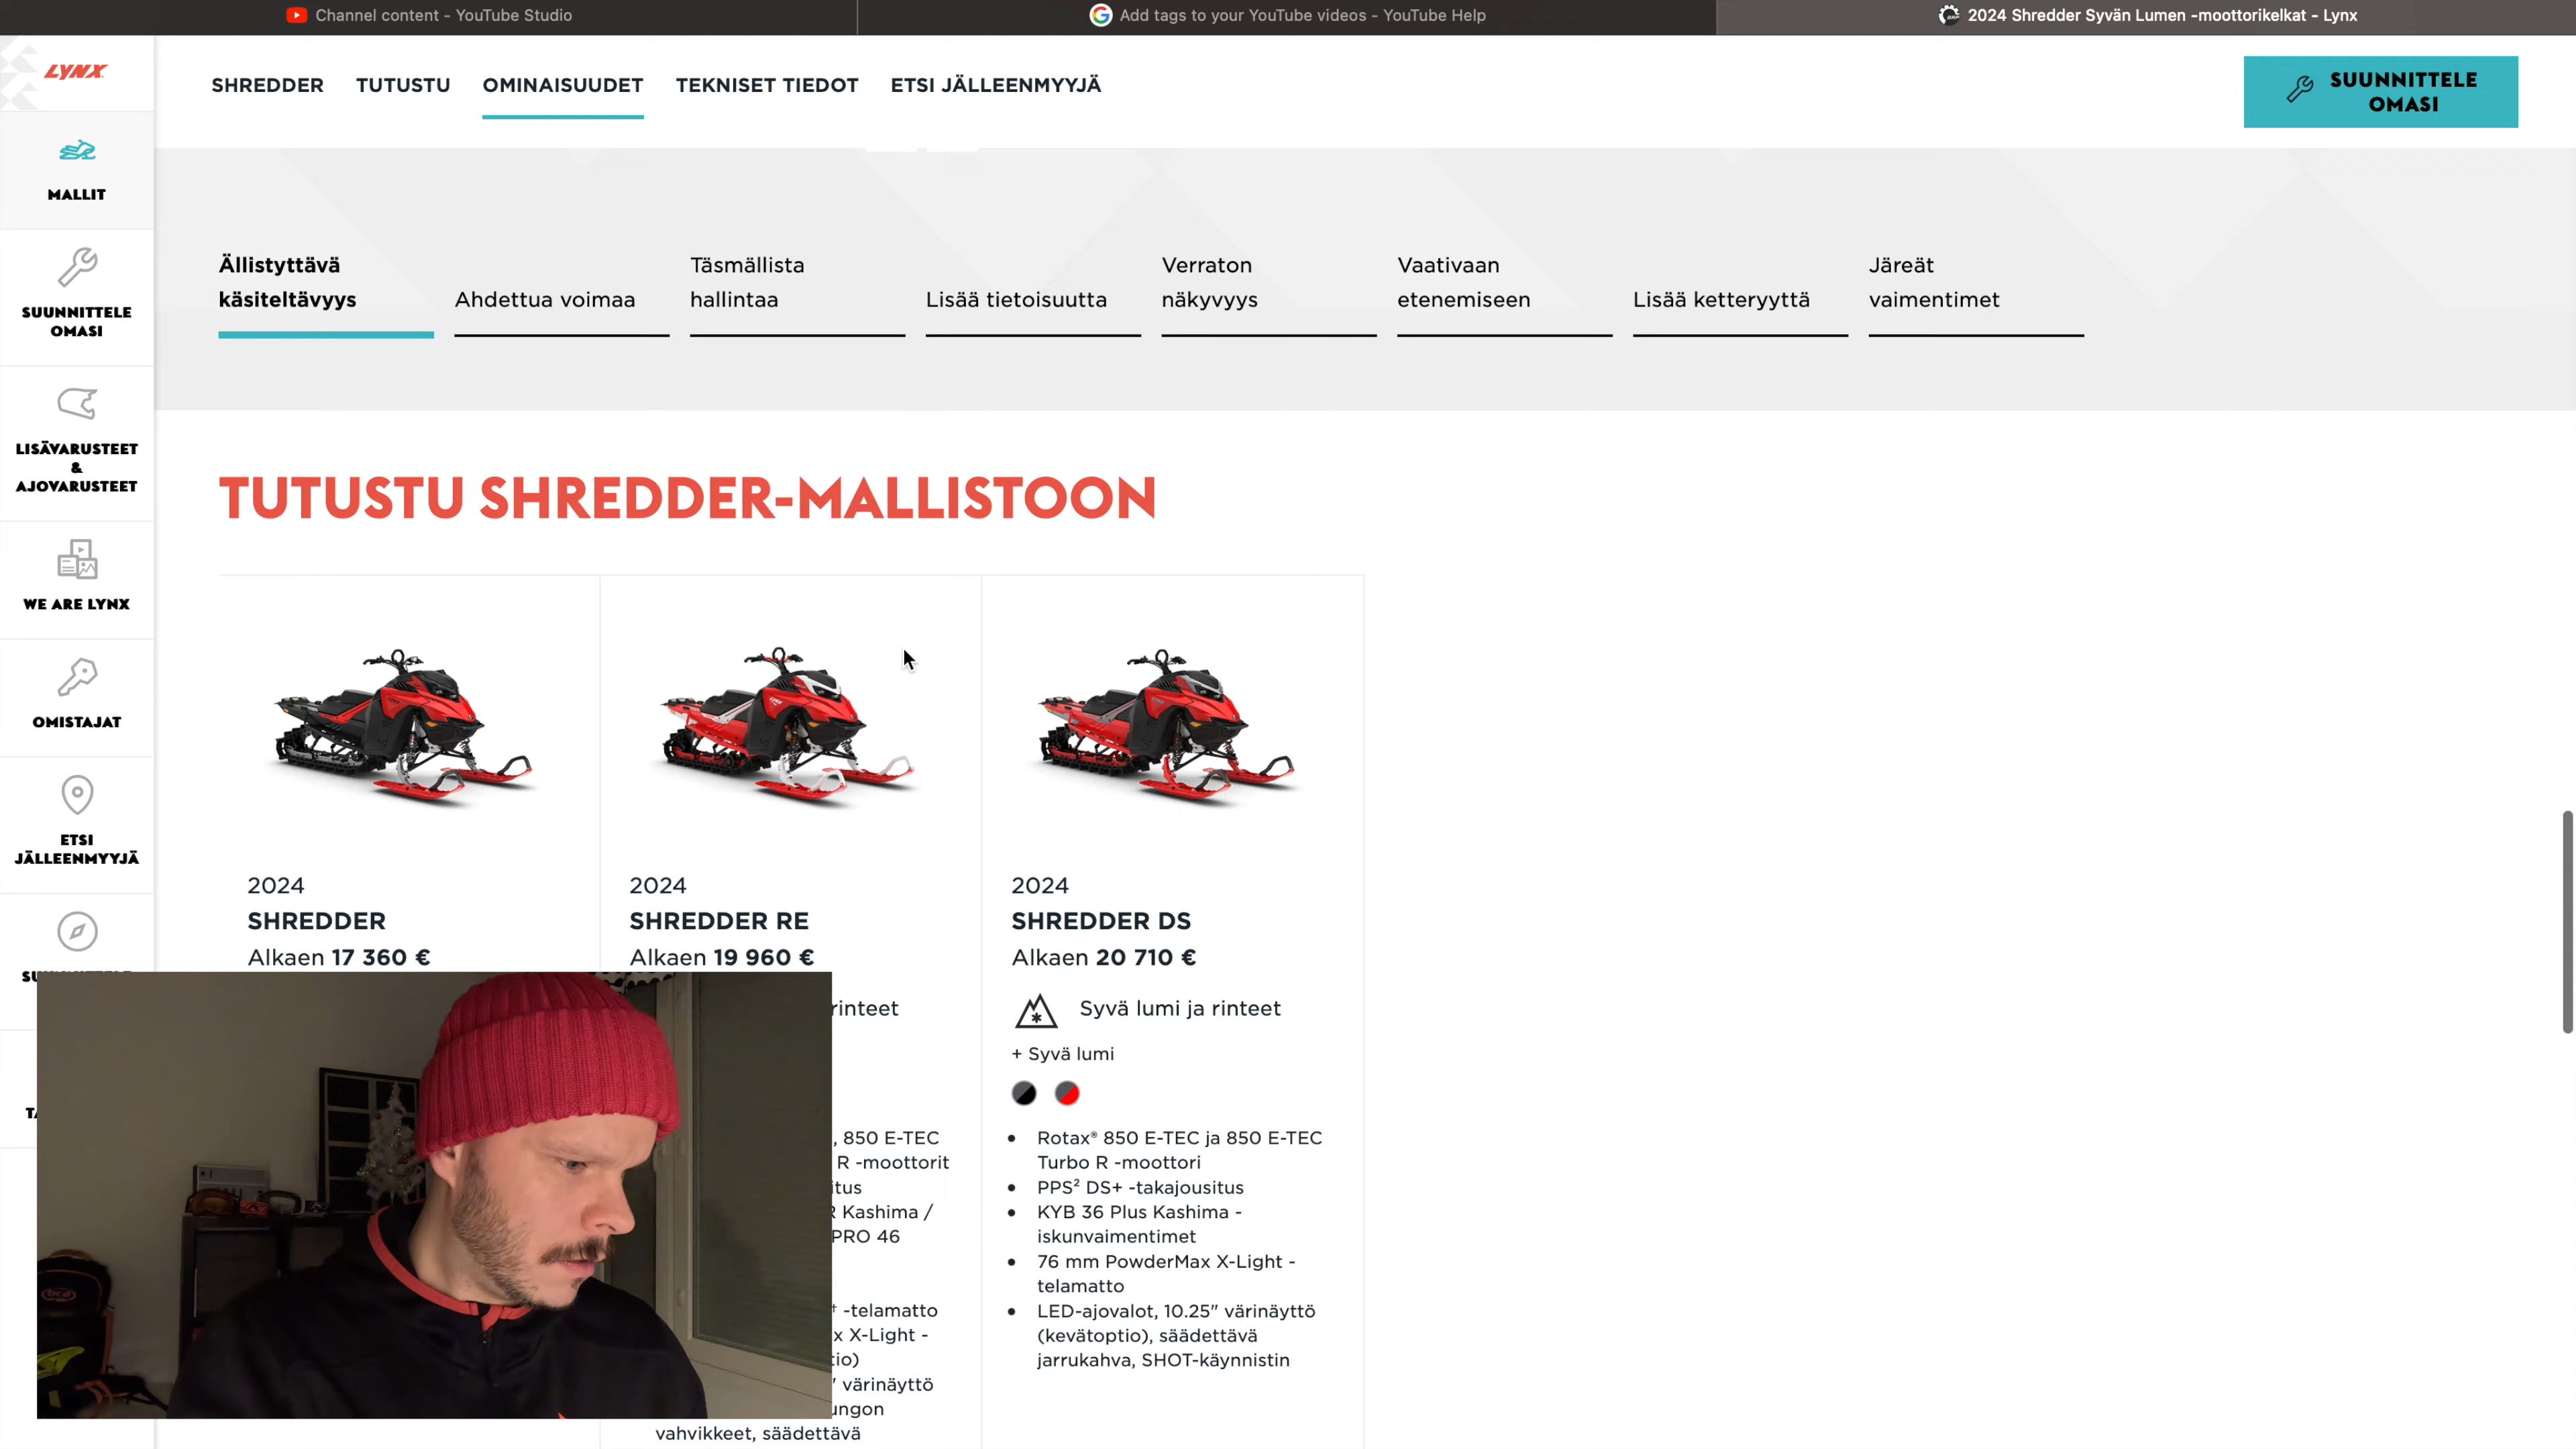 Channel content - YouTube Studio
Add tags to your YouTube videos - YouTube Help
2024 Shredder Syvän Lumen -moottorikelkat - Lynx
LYNX
SHREDDER
TUTUSTU
OMINAISUUDET
TEKNISET TIEDOT
ETSI JÄLLEENMYYJÄ
SUUNNITTELE
OMASI
MALLIT
SUUNNITTELE
OMASI
LISÄVARUSTEET
&
AJOVARUSTEET
WE ARE LYNX
OMISTAJAT
ETSI
JÄLLEENMYYJÄ
Ällistyttävä
käsiteltävyys
Ahdettua voimaa
Täsmällista
hallintaa
Lisää tietoisuutta
Verraton
näkyvyys
Vaativaan
etenemiseen
Lisää ketteryyttä
Järeät
vaimentimet
TUTUSTU SHREDDER-MALLISTOON
2024
SHREDDER
Alkaen 17 360 €
2024
SHREDDER RE
Alkaen 19 960 €
rinteet
, 850 E-TEC
R -moottorit
itus
R Kashima /
PRO 46
-telamatto
x X-Light -
tio)
" värinäyttö
ungon
vahvikkeet, säädettävä
2024
SHREDDER DS
Alkaen 20 710 €
Syvä lumi ja rinteet
+ Syvä lumi
• Rotax® 850 E-TEC ja 850 E-TEC
Turbo R -moottori
• PPS² DS+ -takajousitus
• KYB 36 Plus Kashima -
iskunvaimentimet
• 76 mm PowderMax X-Light -
telamatto
• LED-ajovalot, 10.25" värinäyttö
(kevätoptio), säädettävä
jarrukahva, SHOT-käynnistin
bca